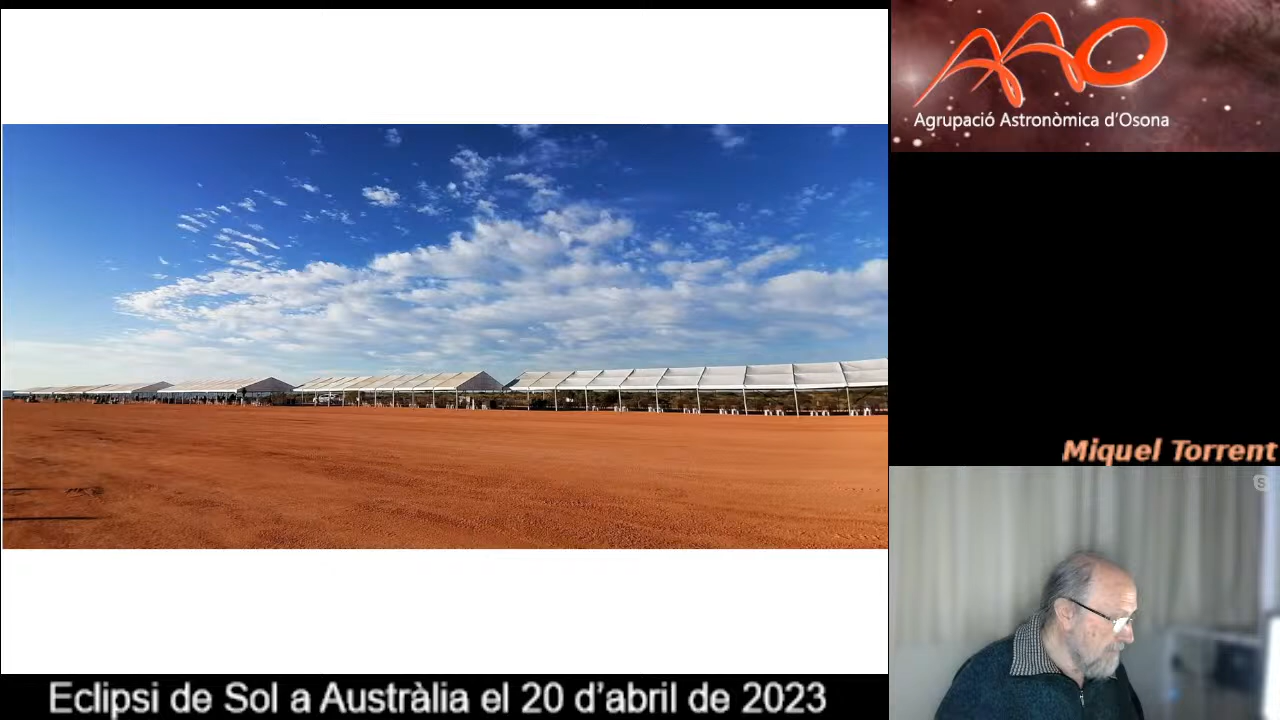 AAO
Agrupació Astronòmica d'Osona
Miquel Torrent
S
Eclipsi de Sol a Austràlia el 20 d'abril de 2023